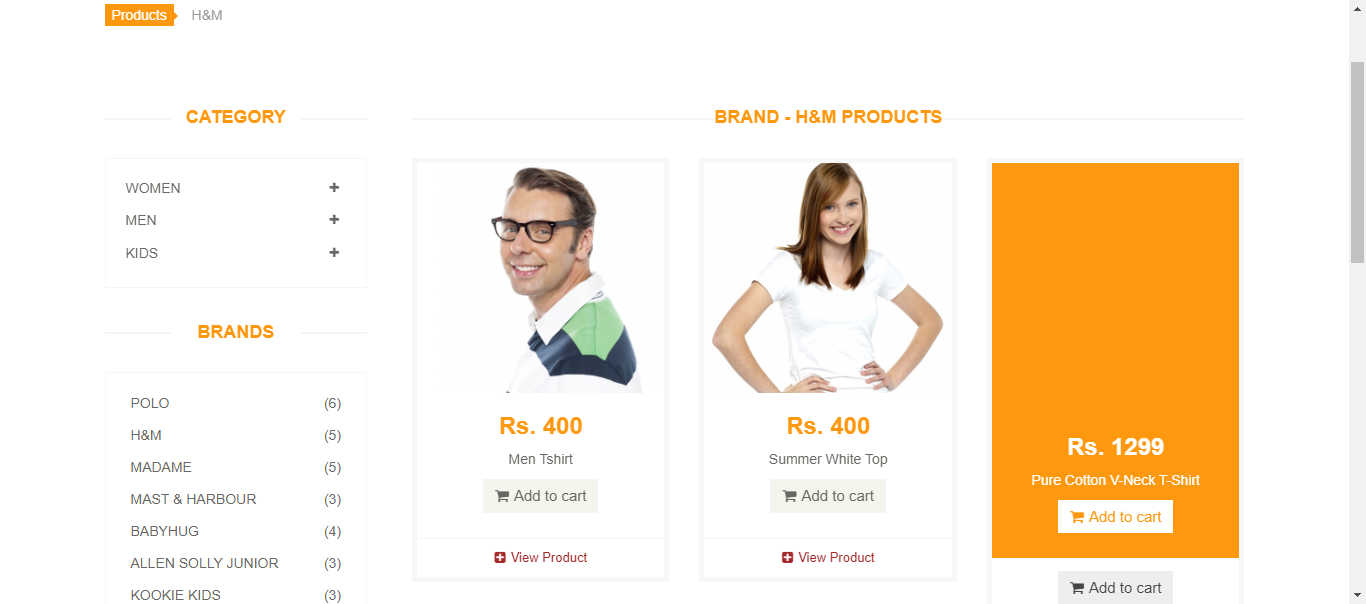 Products
H&M
CATEGORY
WOMEN
MEN
KIDS
BRANDS
POLO (6)
H&M (5)
MADAME (5)
MAST & HARBOUR (3)
BABYHUG (4)
ALLEN SOLLY JUNIOR (3)
KOOKIE KIDS (3)
BRAND - H&M PRODUCTS
Rs. 400
Men Tshirt
Add to cart
View Product
Rs. 400
Summer White Top
Add to cart
View Product
Rs. 1299
Pure Cotton V-Neck T-Shirt
Add to cart
Add to cart